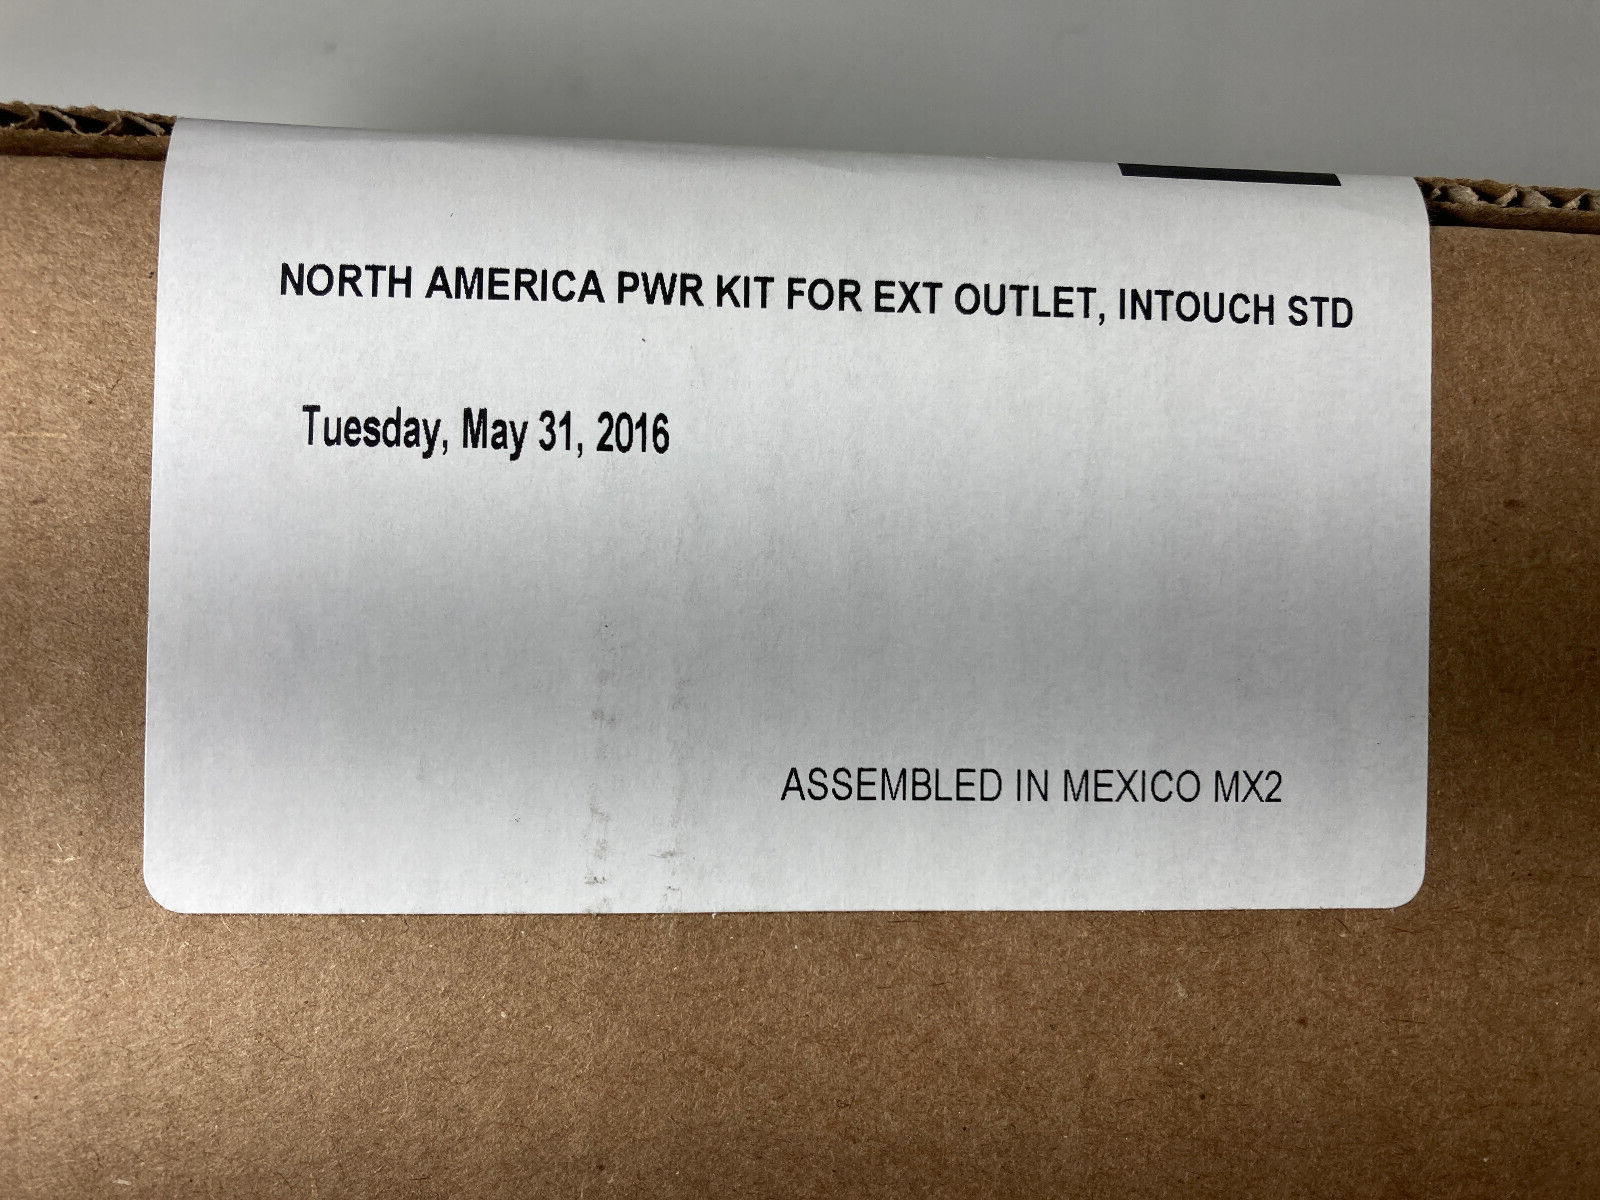 NORTH AMERICA PWR KIT FOR EXT OUTLET, INTOUCH STD
Tuesday, May 31, 2016
ASSEMBLED IN MEXICO MX2